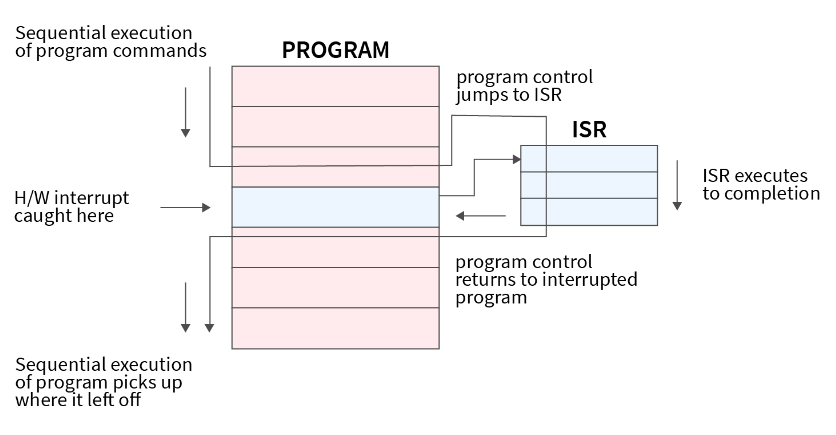 Sequential execution
of program commands
PROGRAM
program control
jumps to ISR
ISR
ISR executes
to completion
H/W interrupt
caught here
program control
returns to interrupted
program
Sequential execution
of program picks up
where it left off